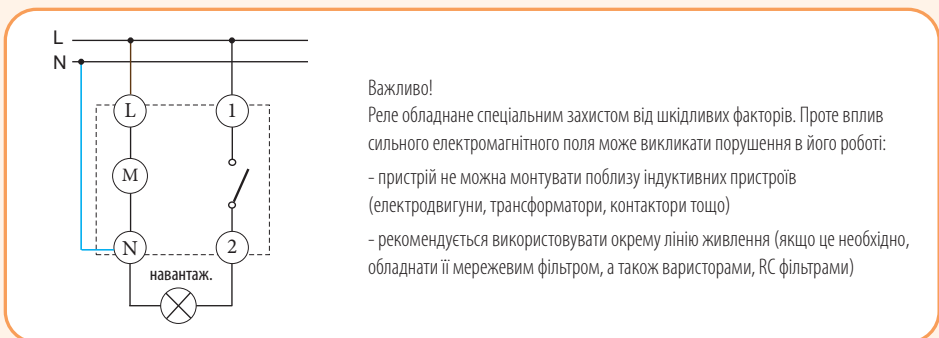 L
N
L
1
M
N
2
навантаж.
Важливо!
Реле обладнане спеціальним захистом від шкідливих факторів. Проте вплив
сильного електромагнітного поля може викликати порушення в його роботі:
- пристрій не можна монтувати поблизу індуктивних пристроїв
(електродвигуни, трансформатори, контактори тощо)
- рекомендується використовувати окрему лінію живлення (якщо це необхідно,
обладнати її мережевим фільтром, а також варисторами, RC фільтрами)